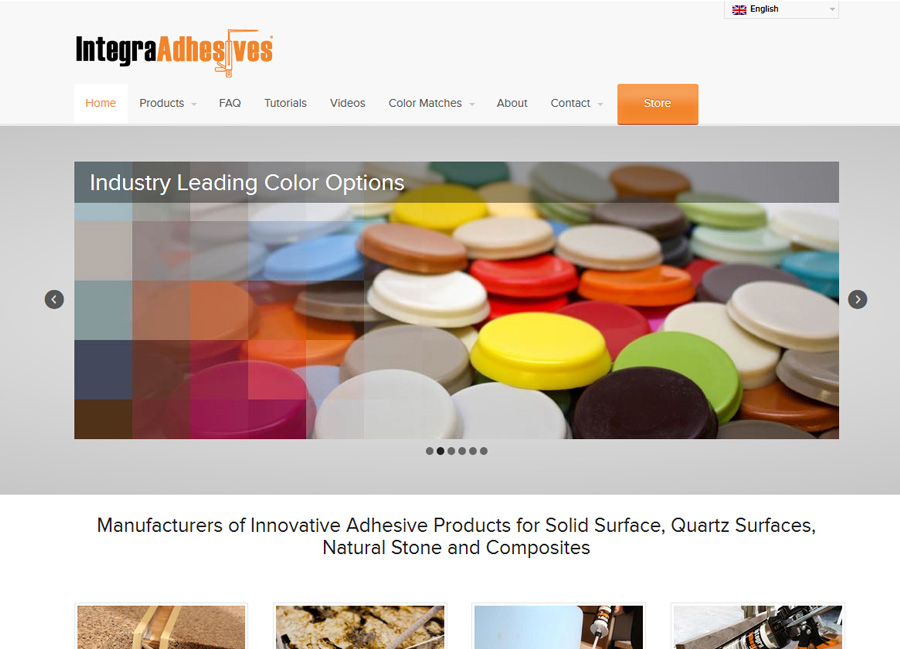 English
IntegraAdhesives
Home Products FAQ Tutorials Videos Color Matches About Contact Store
Industry Leading Color Options
Manufacturers of Innovative Adhesive Products for Solid Surface, Quartz Surfaces,
Natural Stone and Composites